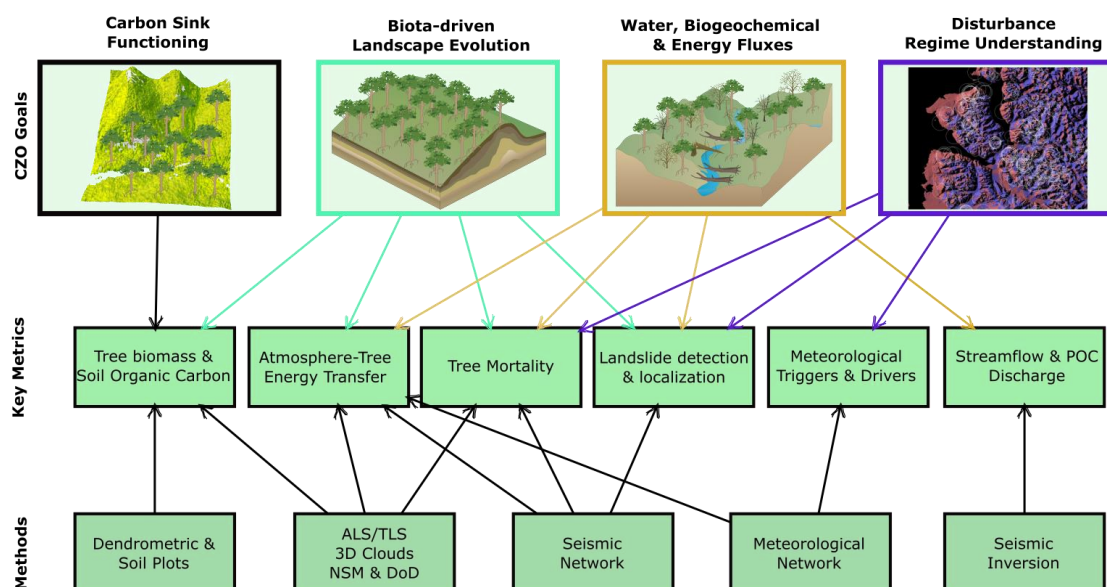 Carbon Sink
Functioning
Biota-driven
Landscape Evolution
Water, Biogeochemical
& Energy Fluxes
Disturbance
Regime Understanding
CZO Goals
Key Metrics
Tree biomass &
Soil Organic Carbon
Atmosphere-Tree
Energy Transfer
Tree Mortality
Landslide detection
& localization
Meteorological
Triggers & Drivers
Streamflow & POC
Discharge
Methods
Dendrometric &
Soil Plots
ALS/TLS
3D Clouds
NSM & DoD
Seismic
Network
Meteorological
Network
Seismic
Inversion